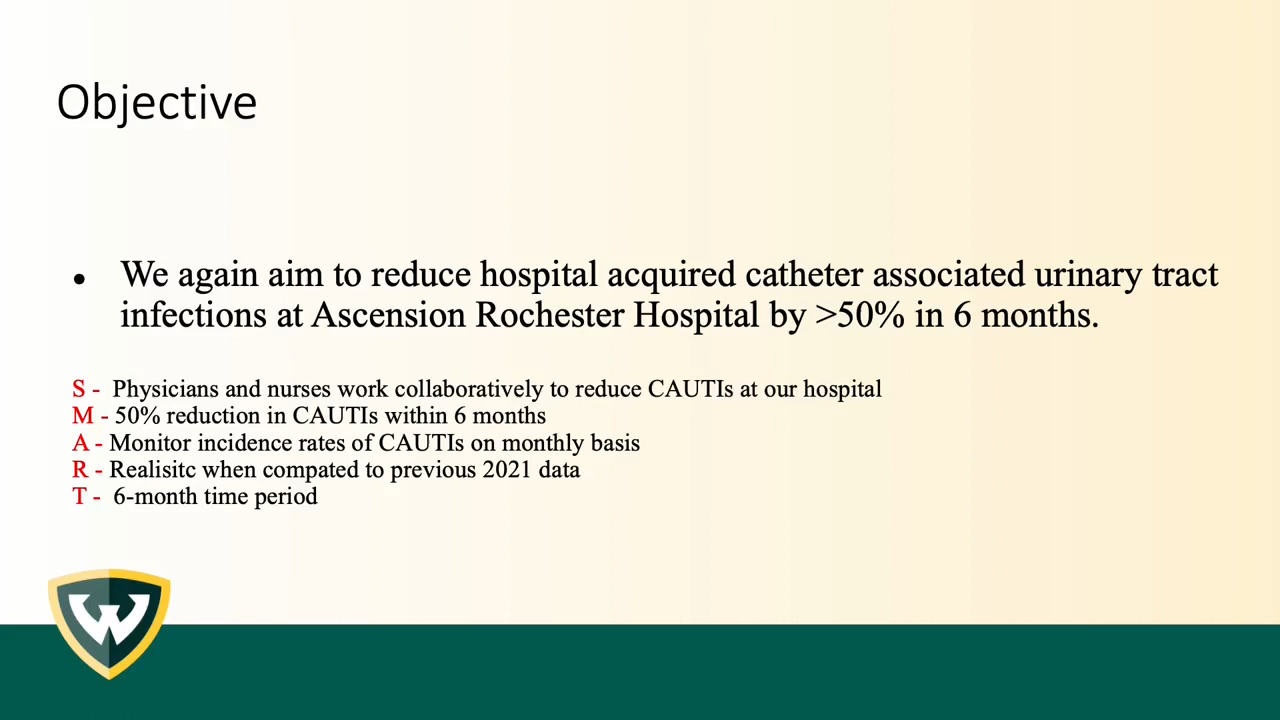 Objective
• We again aim to reduce hospital acquired catheter associated urinary tract
infections at Ascension Rochester Hospital by >50% in 6 months.
S - Physicians and nurses work collaboratively to reduce CAUTIs at our hospital
M - 50% reduction in CAUTIs within 6 months
A - Monitor incidence rates of CAUTIs on monthly basis
R - Realisitc when compated to previous 2021 data
T - 6-month time period
W